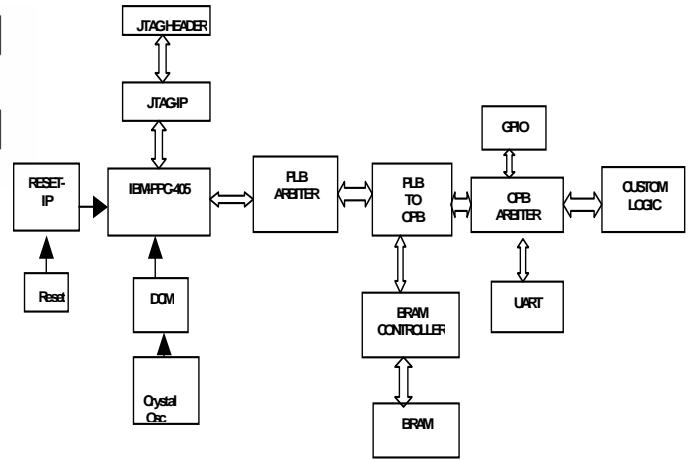 JTAG-HEADER
JTAG-IP
GPIO
RESET-
IP
IBM-PPC-405
PLB
ARBITER
PLB
TO
OPB
OPB
ARBITER
CUSTOM
LOGIC
Reset
DCM
BRAM
CONTROLLER
UART
Crystal
Osc
BRAM